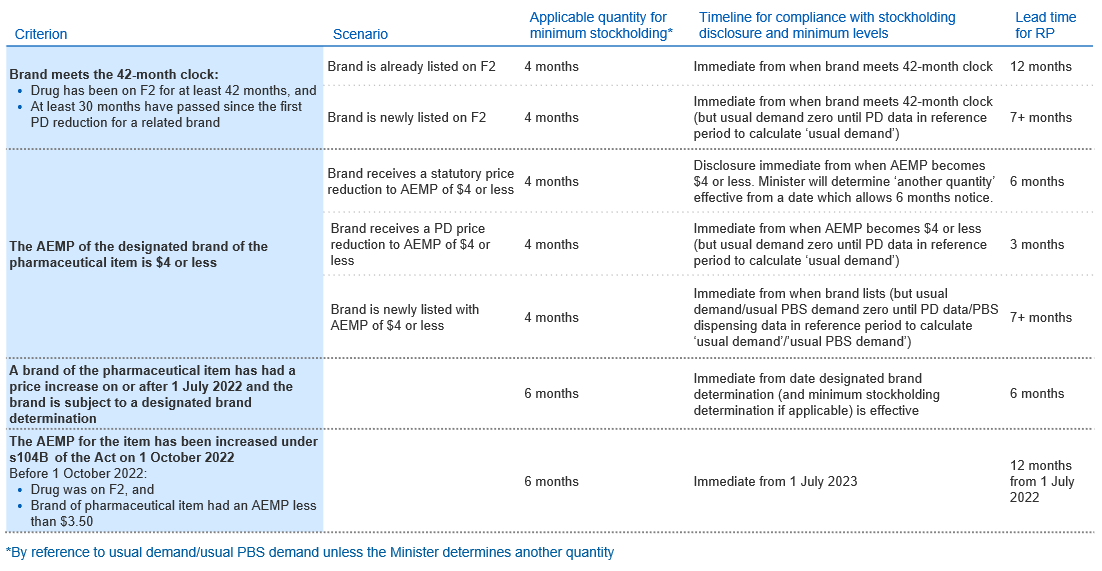 Criterion
Scenario
Applicable quantity for
minimum stockholding*
Timeline for compliance with stockholding
disclosure and minimum levels
Lead time
for RP
Brand meets the 42-month clock:
• Drug has been on F2 for at least 42 months, and
• At least 30 months have passed since the first
PD reduction for a related brand
Brand is already listed on F2
4 months
Immediate from when brand meets 42-month clock
12 months
Brand is newly listed on F2
4 months
Immediate from when brand meets 42-month clock
(but usual demand zero until PD data in reference
period to calculate ‘usual demand’)
7+ months
The AEMP of the designated brand of the
pharmaceutical item is $4 or less
Brand receives a statutory price
reduction to AEMP of $4 or less
4 months
Disclosure immediate from when AEMP becomes
$4 or less. Minister will determine ‘another quantity’
effective from a date which allows 6 months notice.
6 months
Brand receives a PD price
reduction to AEMP of $4 or
less
4 months
Immediate from when AEMP becomes $4 or less
(but usual demand zero until PD data in reference
period to calculate ‘usual demand’)
3 months
Brand is newly listed with
AEMP of $4 or less
4 months
Immediate from when brand lists (but usual
demand/usual PBS demand zero until PD data/PBS
dispensing data in reference period to calculate
‘usual demand’/’usual PBS demand’)
7+ months
A brand of the pharmaceutical item has had a
price increase on or after 1 July 2022 and the
brand is subject to a designated brand
determination
6 months
Immediate from date designated brand
determination (and minimum stockholding
determination if applicable) is effective
6 months
The AEMP for the item has been increased under
s104B of the Act on 1 October 2022
Before 1 October 2022:
• Drug was on F2, and
• Brand of pharmaceutical item had an AEMP less
than $3.50
6 months
Immediate from 1 July 2023
12 months
from 1 July
2022
*By reference to usual demand/usual PBS demand unless the Minister determines another quantity